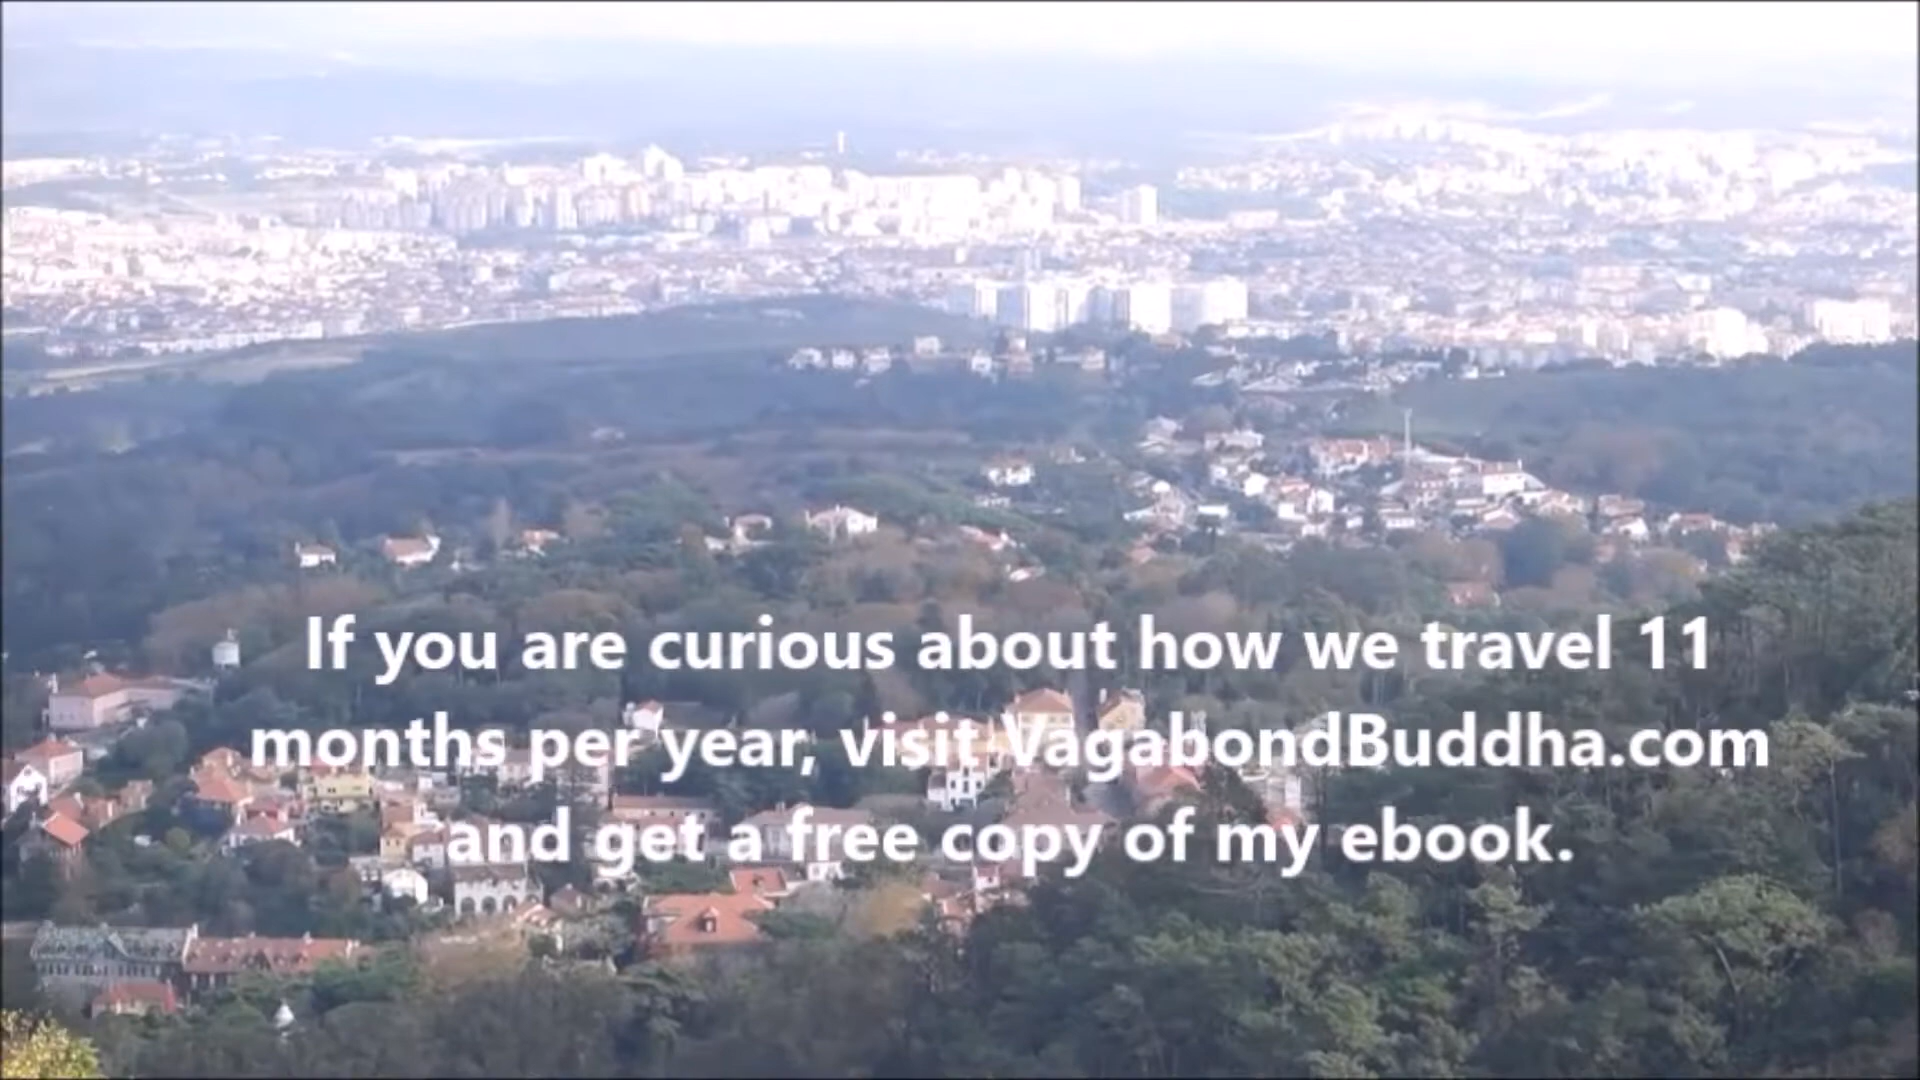 If you are curious about how we travel 11
months per year, visit VagabondBuddha.com
and get a free copy of my ebook.